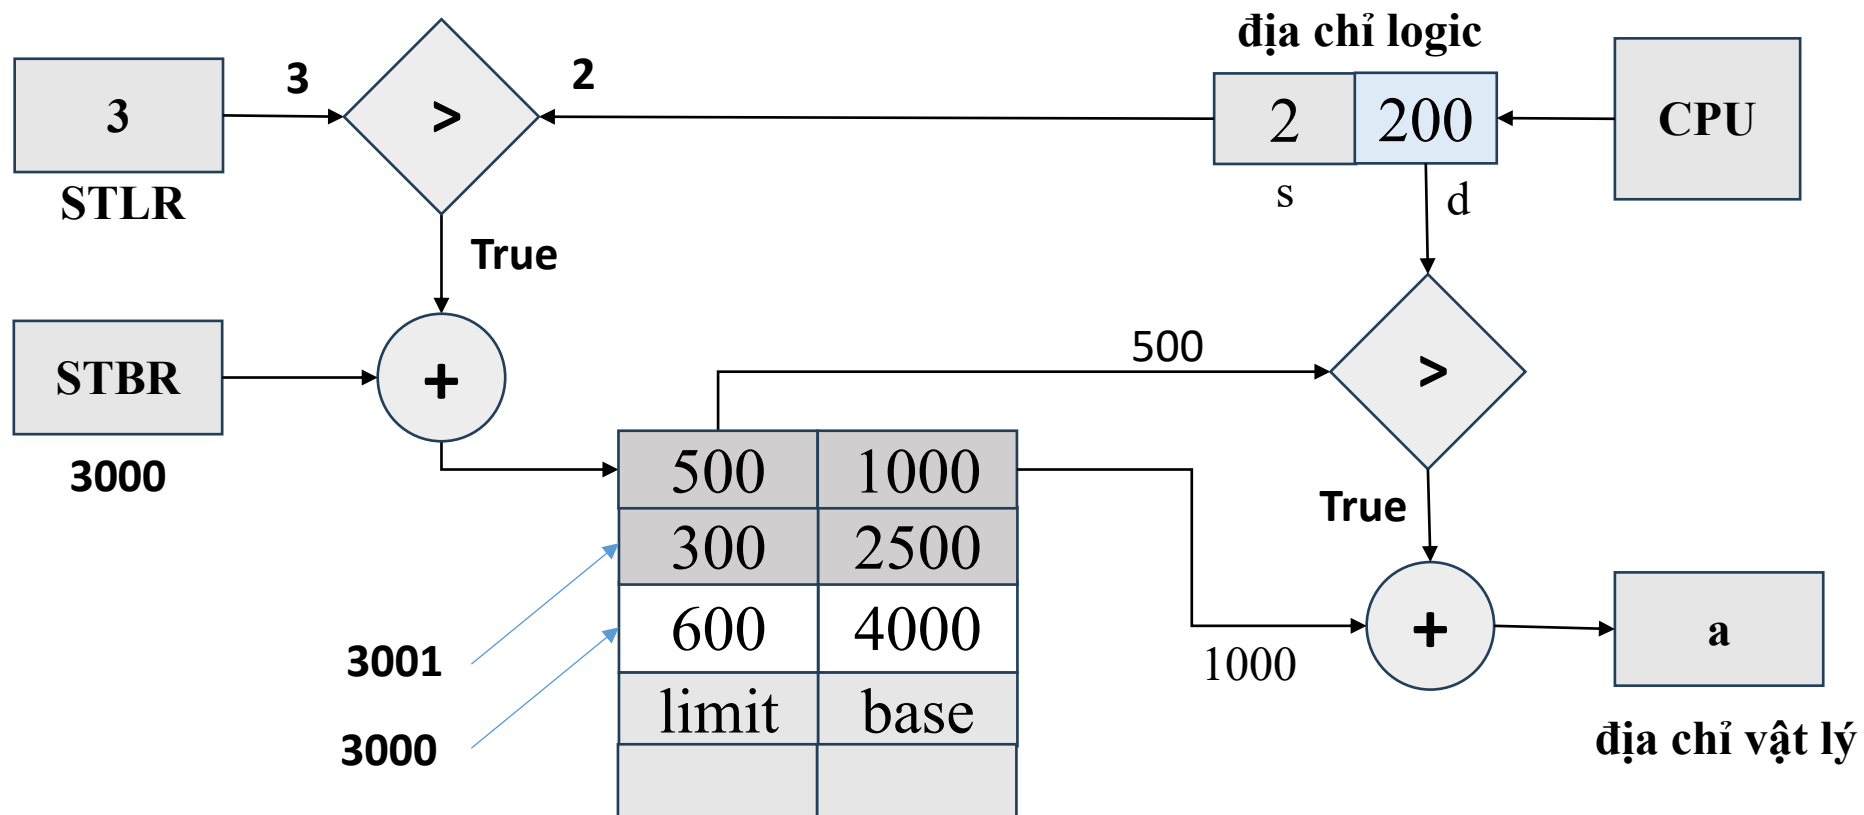 địa chỉ logic
3
3
>
2
2
200
CPU
STLR
s
d
True
STBR
+
500
>
3000
500
1000
True
300
2500
600
4000
+
a
3001
1000
limit
base
3000
địa chỉ vật lý